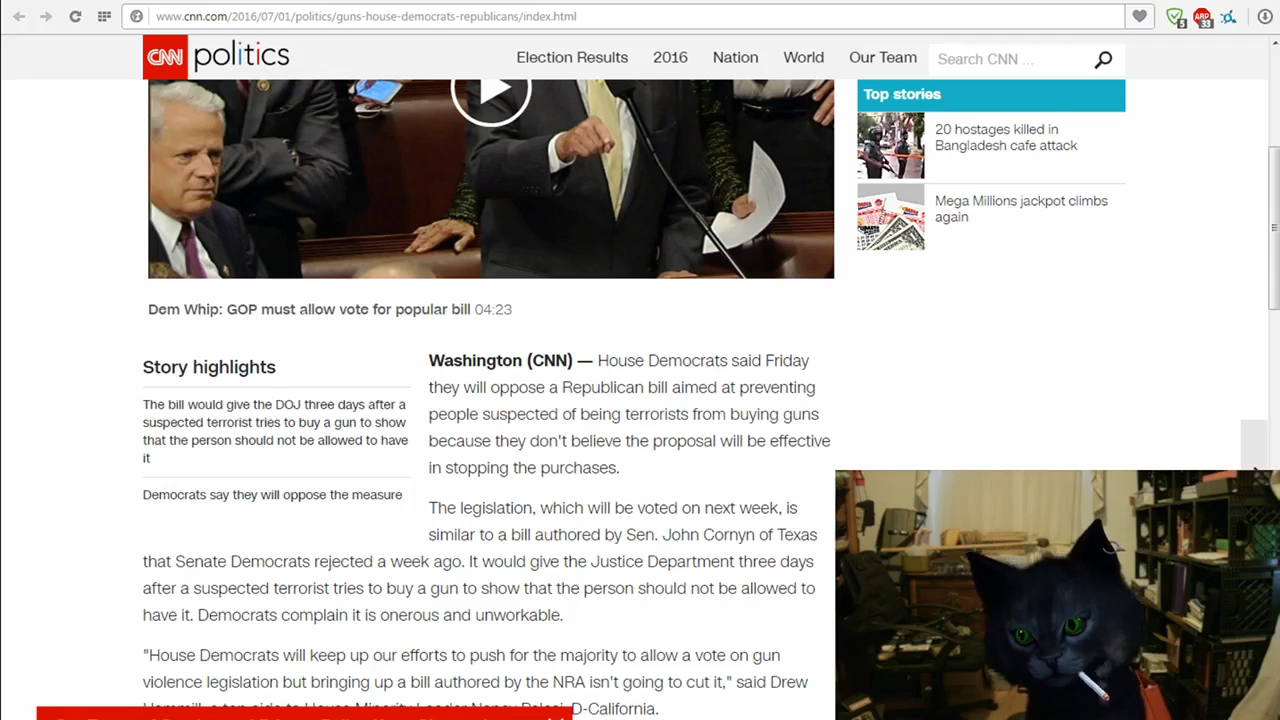 www.cnn.com/2016/07/01/politics/guns-house-democrats-republicans/index.html
5
ABP
33
CNN politics
Election Results 2016 Nation World Our Team Search CNN ...
Top stories
20 hostages killed in
Bangladesh cafe attack
Mega Millions jackpot climbs
again
Dem Whip: GOP must allow vote for popular bill 04:23
Story highlights
The bill would give the DOJ three days after a
suspected terrorist tries to buy a gun to show
that the person should not be allowed to have
it
Democrats say they will oppose the measure
Washington (CNN) — House Democrats said Friday
they will oppose a Republican bill aimed at preventing
people suspected of being terrorists from buying guns
because they don't believe the proposal will be effective
in stopping the purchases.
The legislation, which will be voted on next week, is
similar to a bill authored by Sen. John Cornyn of Texas
that Senate Democrats rejected a week ago. It would give the Justice Department three days
after a suspected terrorist tries to buy a gun to show that the person should not be allowed to
have it. Democrats complain it is onerous and unworkable.
"House Democrats will keep up our efforts to push for the majority to allow a vote on gun
violence legislation but bringing up a bill authored by the NRA isn't going to cut it," said Drew
D-California.